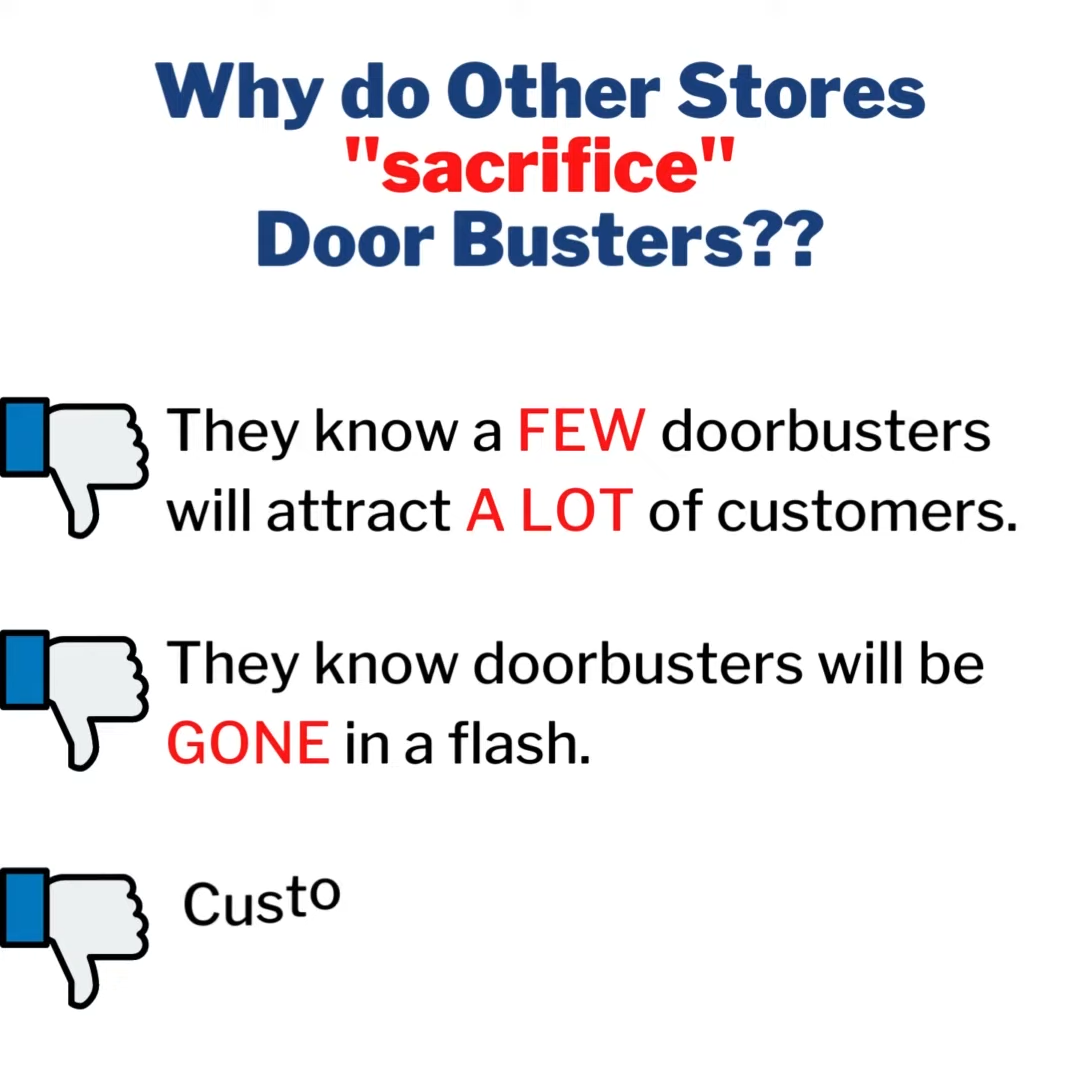 Why do Other Stores
"sacrifice"
Door Busters??
They know a FEW doorbusters
will attract A LOT of customers.
They know doorbusters will be
GONE in a flash.
Custo